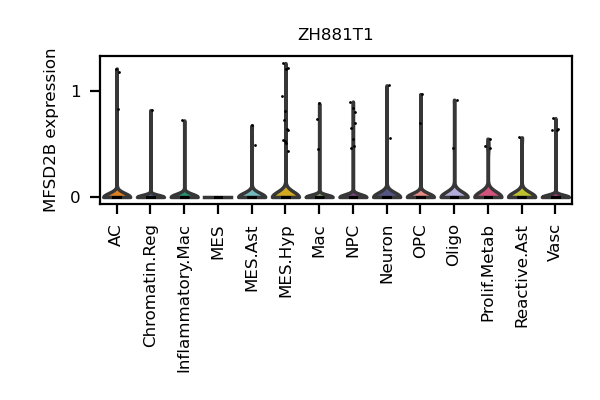 ZH881T1
MFSD2B expression
1
0
AC
Chromatin.Reg
Inflammatory.Mac
MES
MES.Ast
MES.Hyp
Mac
NPC
Neuron
OPC
Oligo
Prolif.Metab
Reactive.Ast
Vasc